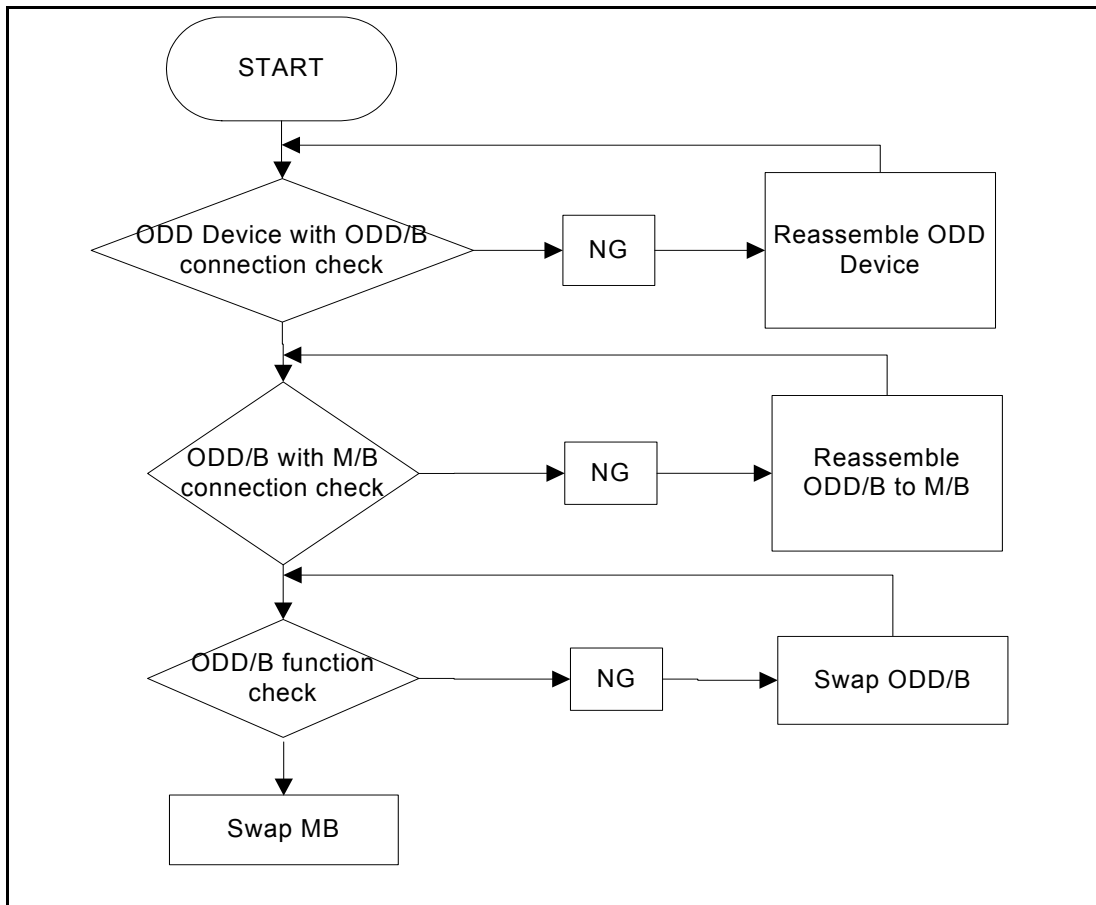 START
ODD Device with ODD/B
connection check
NG
Reassemble ODD
Device
ODD/B with M/B
connection check
NG
Reassemble
ODD/B to M/B
ODD/B function
check
NG
Swap ODD/B
Swap MB